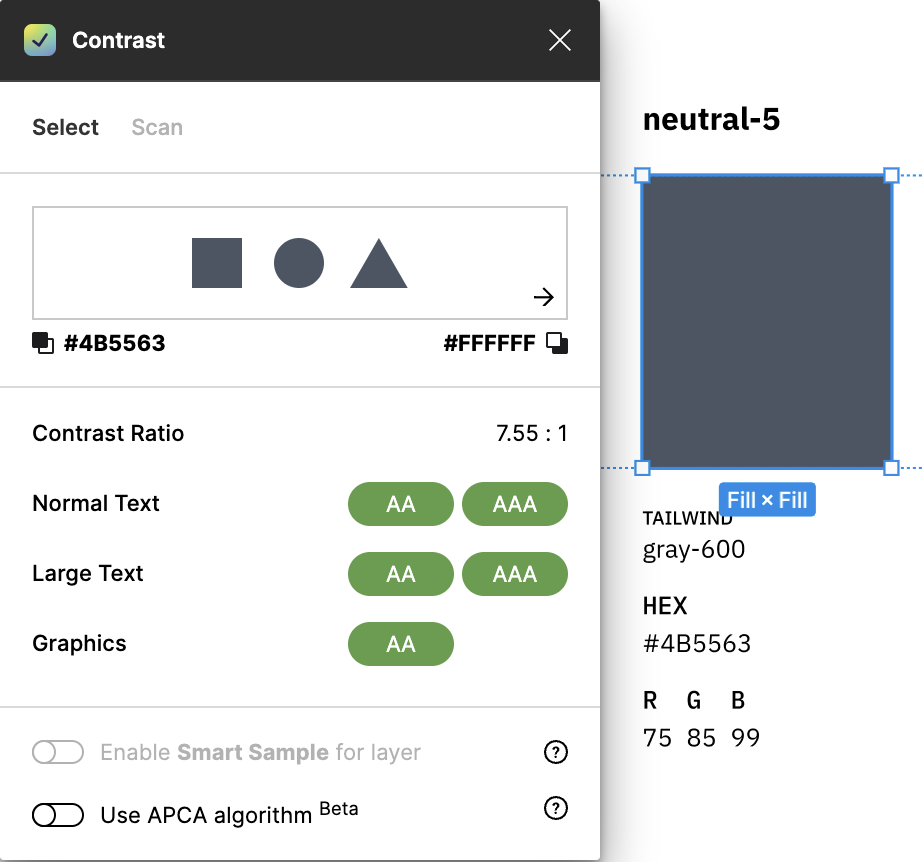 Contrast
Select Scan
#4B5563 #FFFFFF
Contrast Ratio 7.55 : 1
Normal Text AA AAA
Large Text AA AAA
Graphics AA
Enable Smart Sample for layer ?
Use APCA algorithm Beta ?
neutral-5
Fill × Fill
TAILWIND
gray-600
HEX
#4B5563
R G B
75 85 99